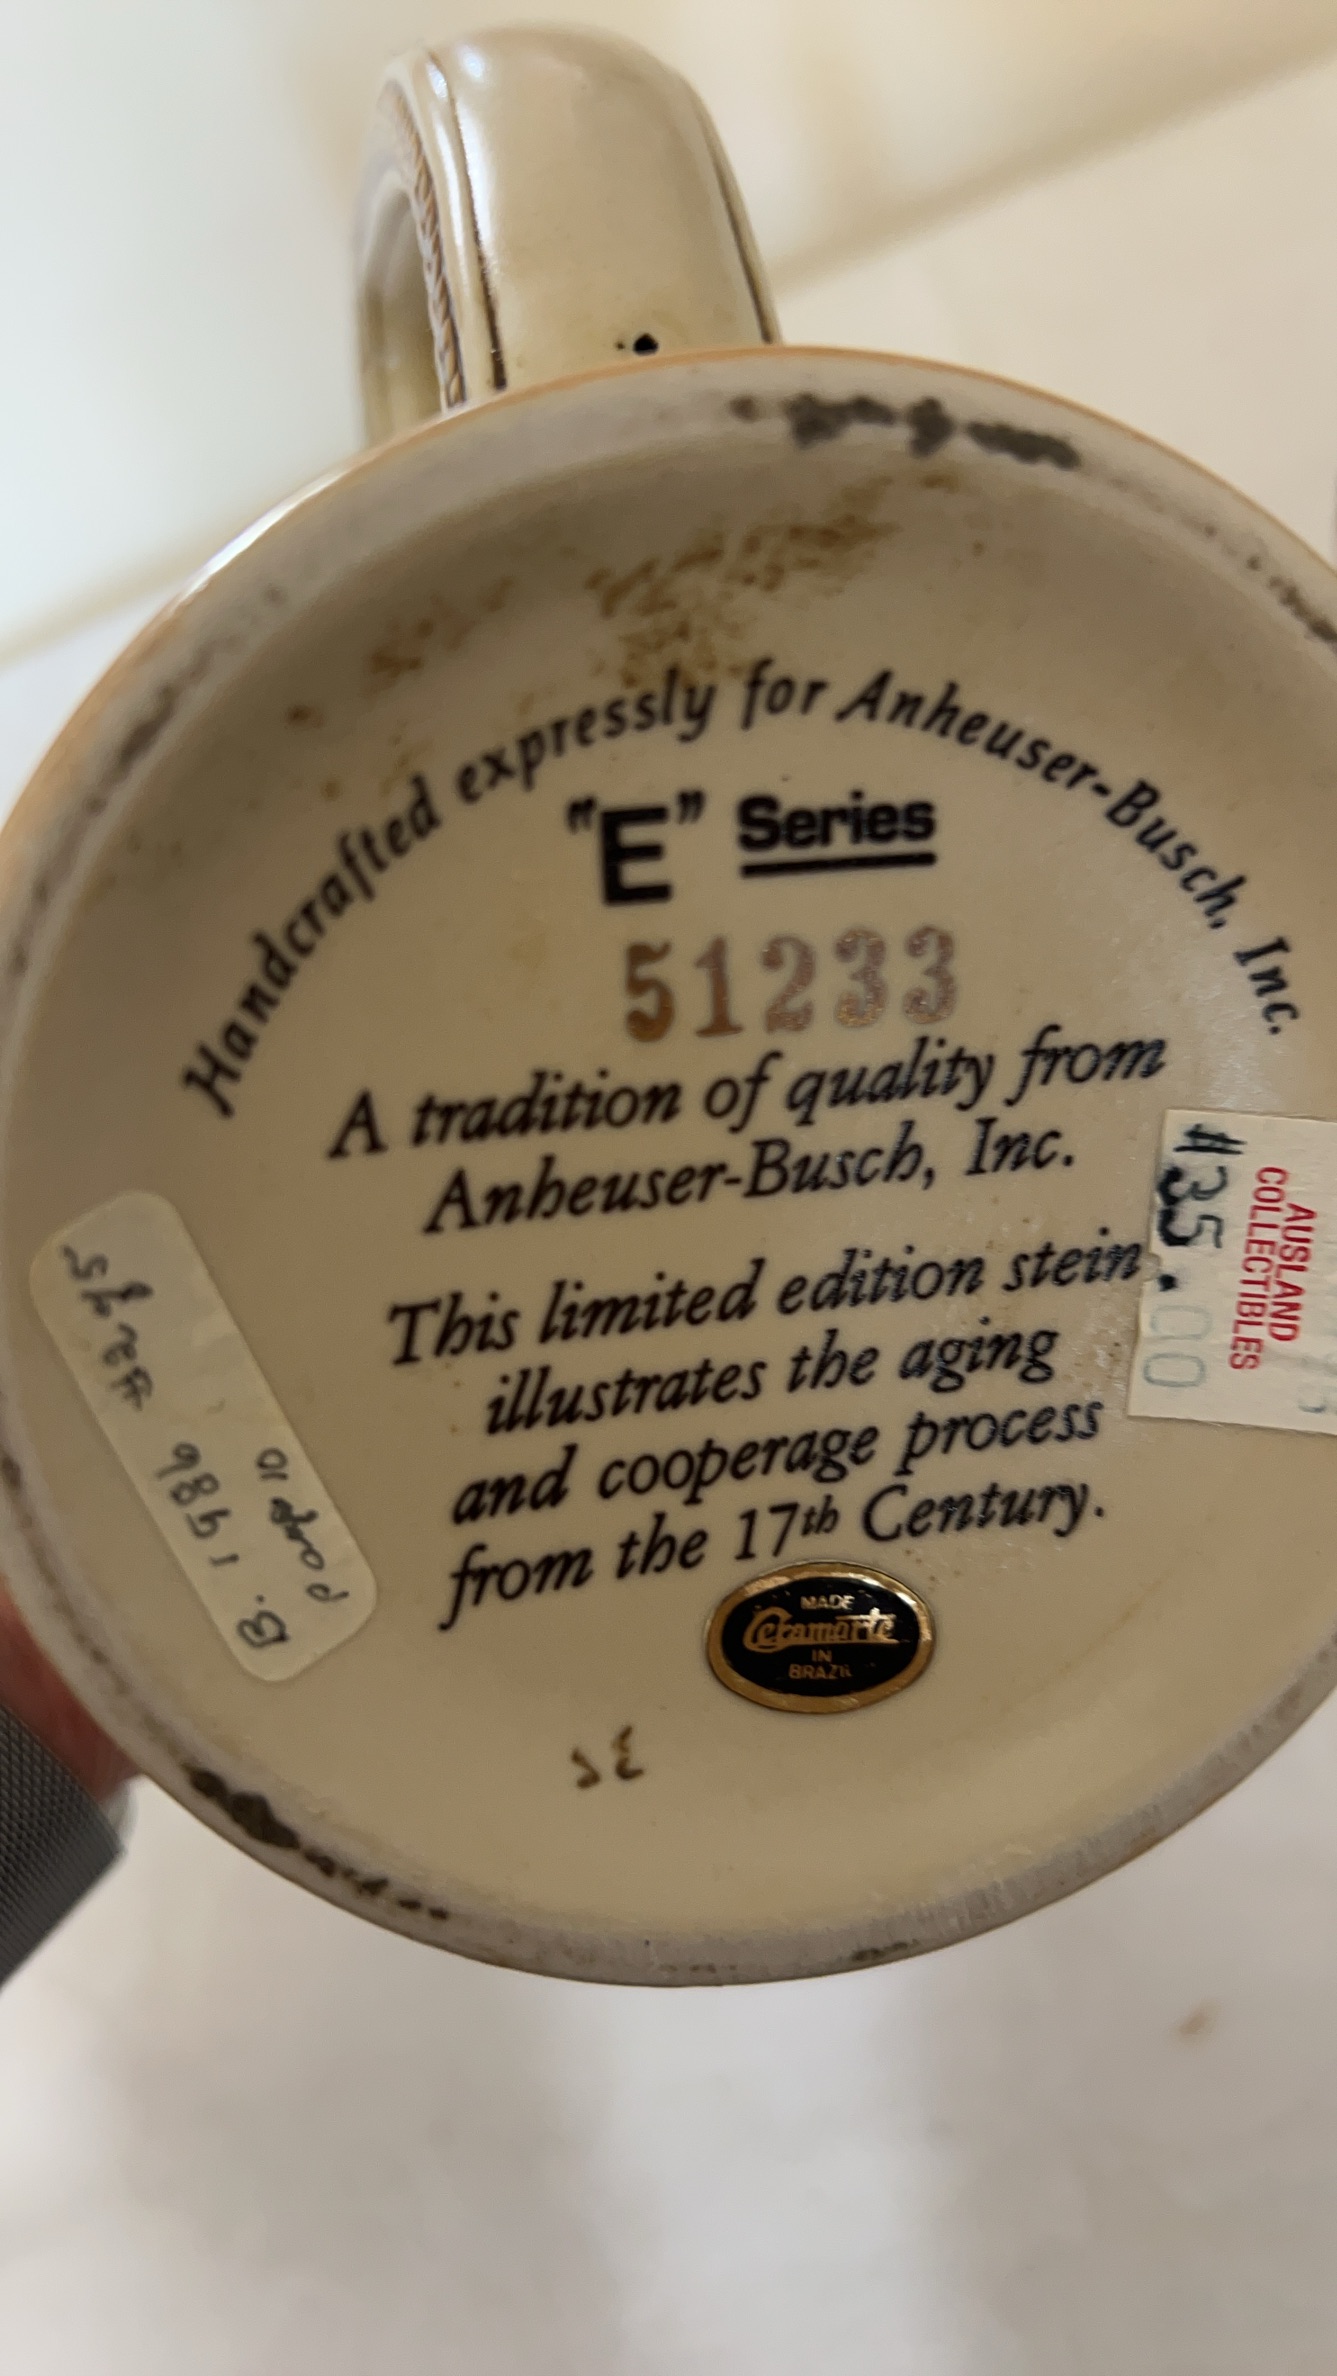 Handcrafted expressly for Anheuser-Busch, Inc.
"E" Series
51233
A tradition of quality from
Anheuser-Busch, Inc.
This limited edition stein
illustrates the aging
and cooperage process
from the 17th Century.
MADE
Ceramarte
IN
BRAZIL
AUSLAND
COLLECTIBLES
$35.00
B. 1986